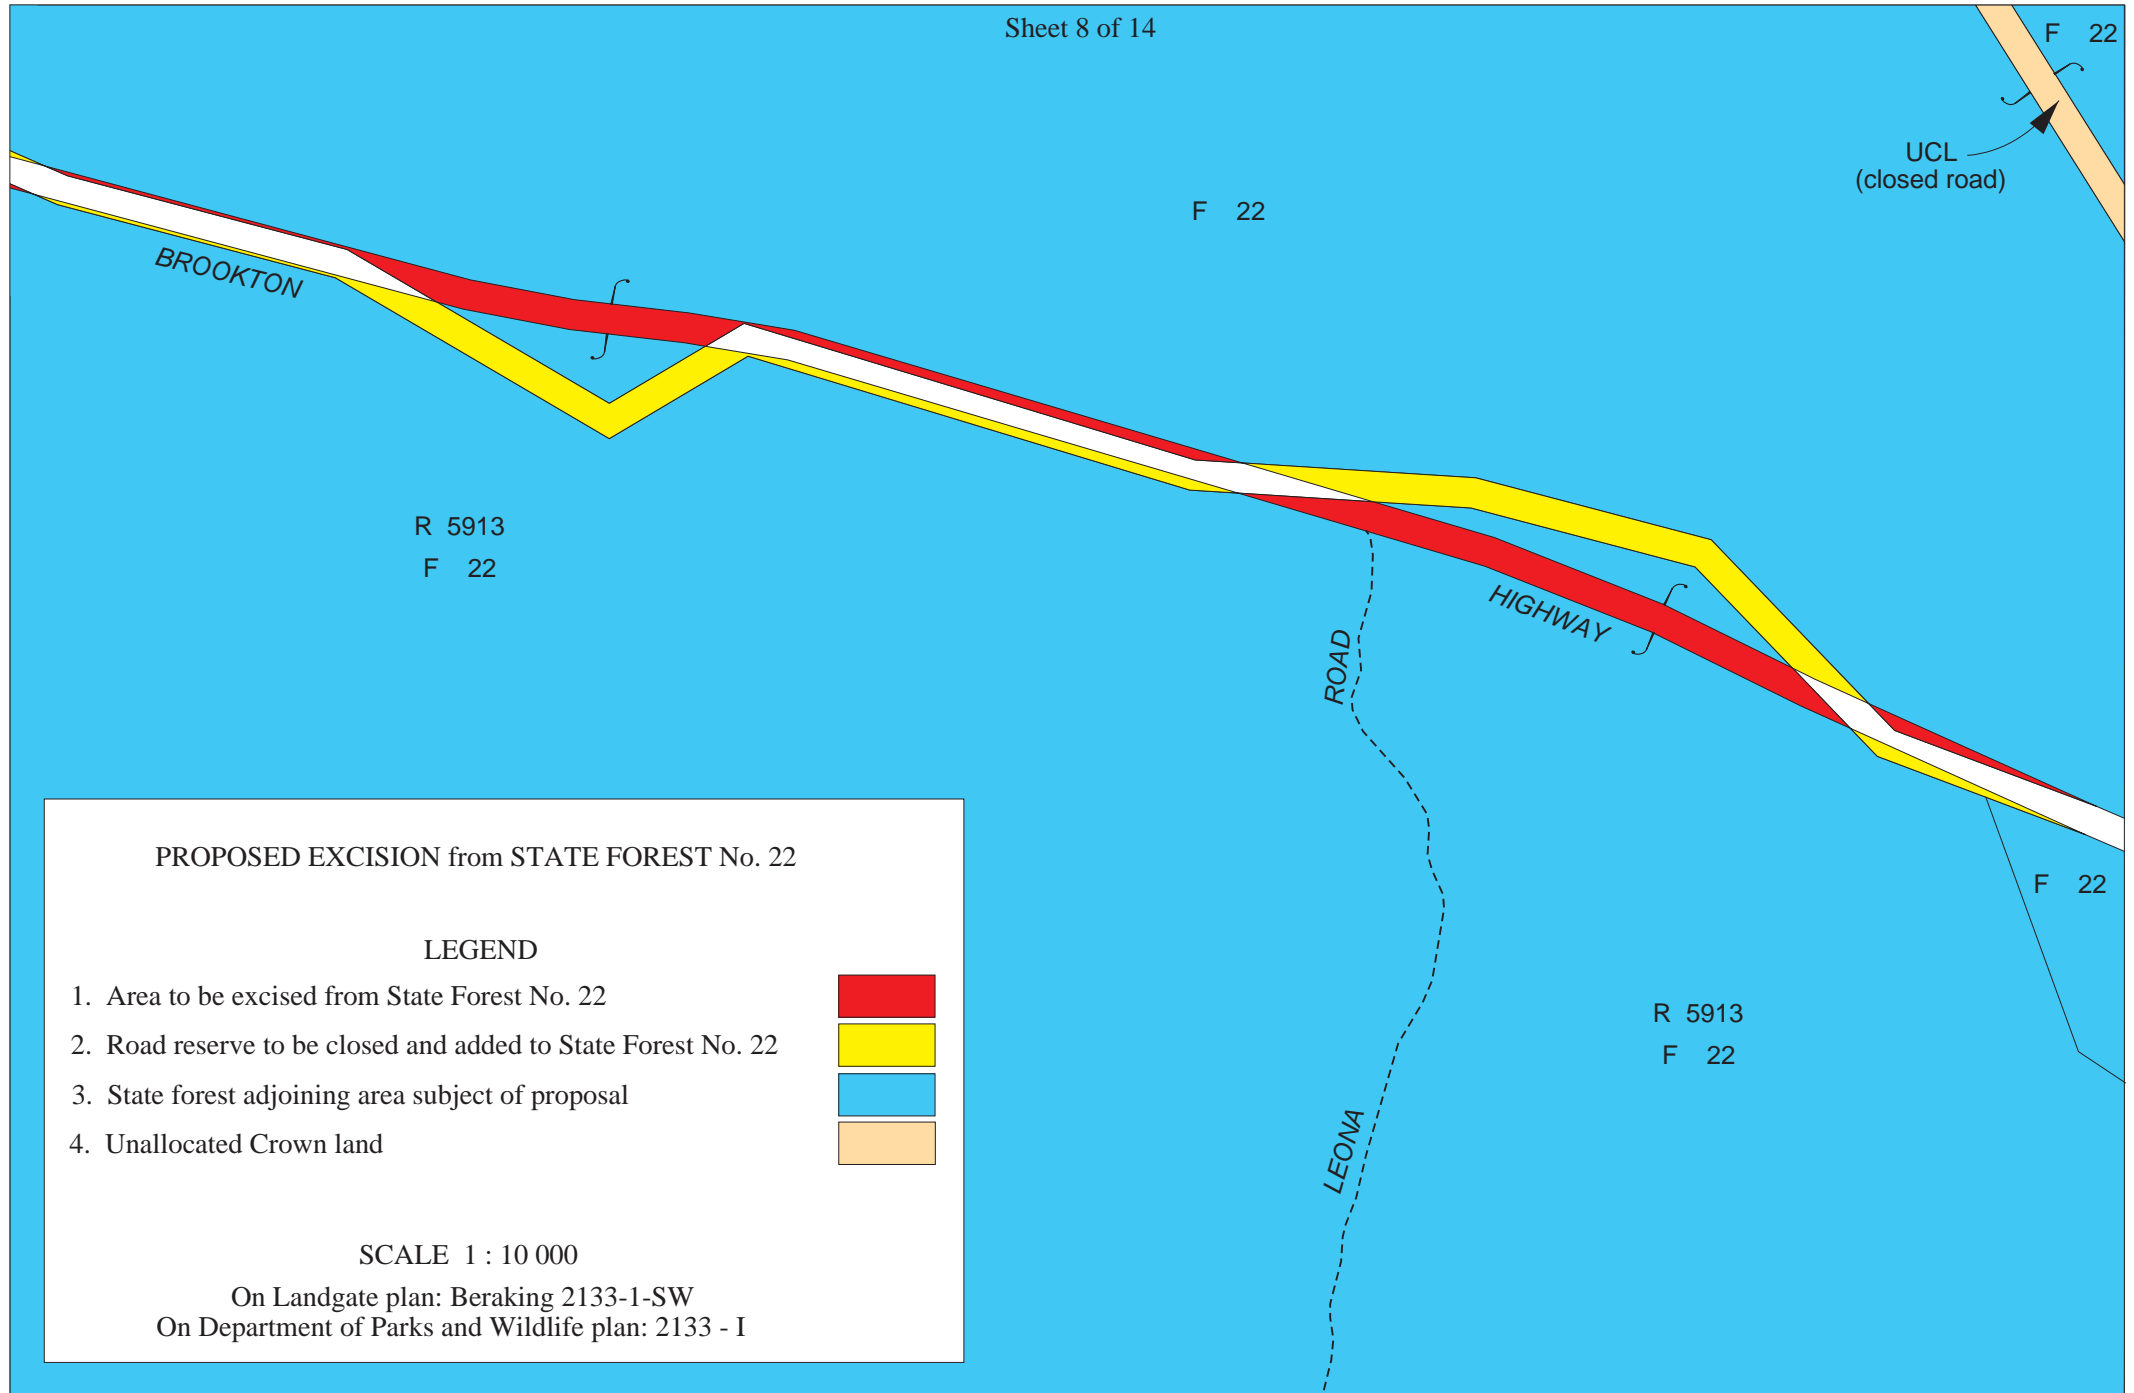 Sheet 8 of 14
F 22
UCL
(closed road)
F 22
BROOKTON
R 5913
F 22
HIGHWAY
ROAD
F 22
PROPOSED EXCISION from STATE FOREST No. 22
LEGEND
1. Area to be excised from State Forest No. 22
2. Road reserve to be closed and added to State Forest No. 22
3. State forest adjoining area subject of proposal
4. Unallocated Crown land
R 5913
F 22
LEONA
SCALE 1 : 10 000
On Landgate plan: Beraking 2133-1-SW
On Department of Parks and Wildlife plan: 2133 - I